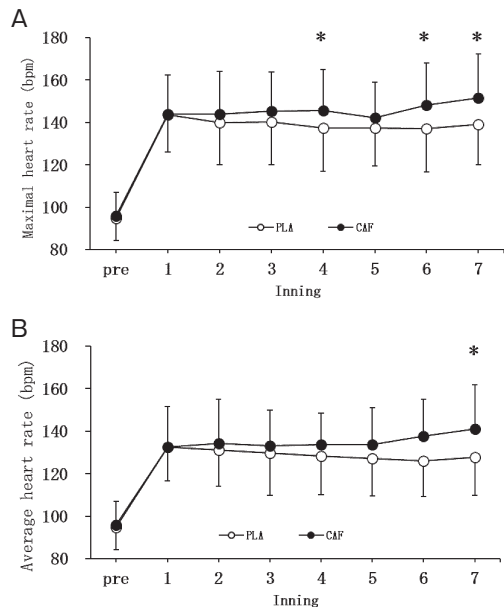 A
* * *
Maximal heart rate (bpm)
180
160
140
120
100
80
PLA CAF
pre 1 2 3 4 5 6 7
Inning
B
*
Average heart rate (bpm)
180
160
140
120
100
80
PLA CAF
pre 1 2 3 4 5 6 7
Inning